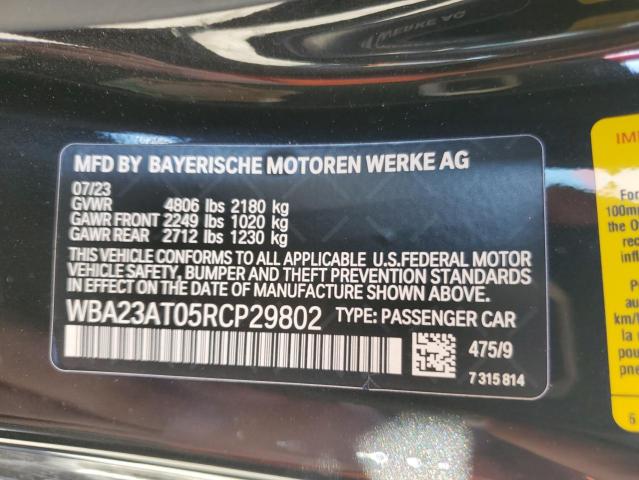 MFD BY BAYERISCHE MOTOREN WERKE AG
07/23
GVWR 4806 lbs 2180 kg
GAWR FRONT 2249 lbs 1020 kg
GAWR REAR 2712 lbs 1230 kg
THIS VEHICLE CONFORMS TO ALL APPLICABLE U.S.FEDERAL MOTOR
VEHICLE SAFETY, BUMPER AND THEFT PREVENTION STANDARDS
IN EFFECT ON THE DATE OF MANUFACTURE SHOWN ABOVE.
WBA23AT05RCP29802 TYPE: PASSENGER CAR
475/9
7 315 814